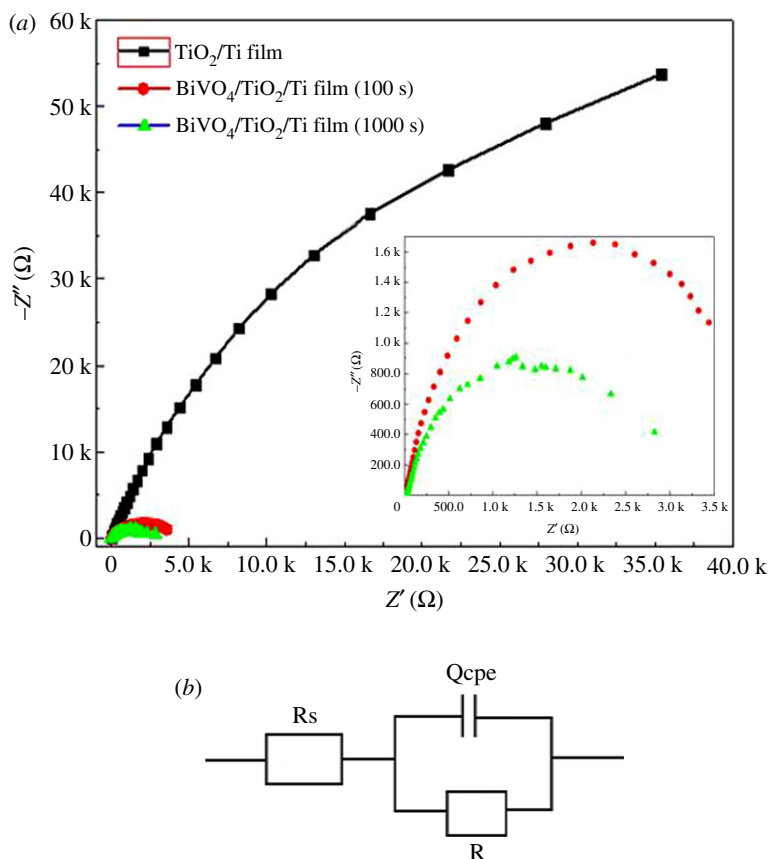 (a)
60 k
50 k
40 k
30 k
20 k
10 k
0
–Z″ (Ω)
TiO₂/Ti film
BiVO₄/TiO₂/Ti film (100 s)
BiVO₄/TiO₂/Ti film (1000 s)
1.6 k
1.4 k
1.2 k
1.0 k
800.0
600.0
400.0
200.0
–Z″ (Ω)
0 500.0 1.0 k 1.5 k 2.0 k 2.5 k 3.0 k 3.5 k
Z′ (Ω)
0 5.0 k 10.0 k 15.0 k 20.0 k 25.0 k 30.0 k 35.0 k 40.0 k
Z′ (Ω)
(b)
Qcpe
Rs
R